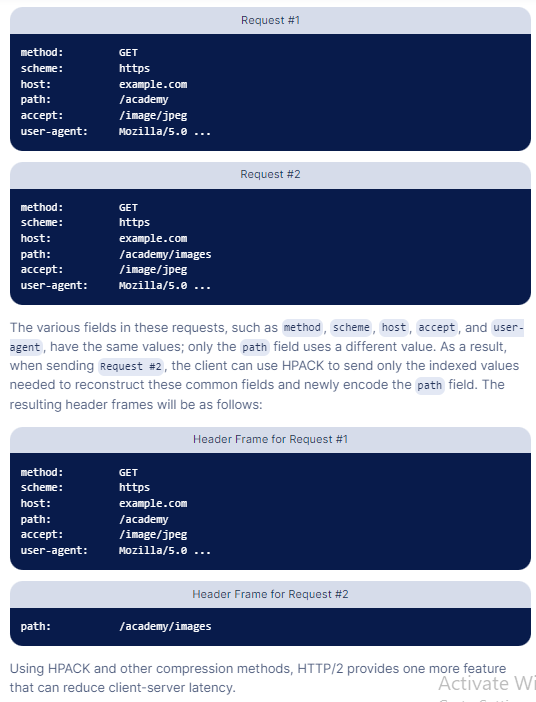 Request #1
method: GET
scheme: https
host: example.com
path: /academy
accept: /image/jpeg
user-agent: Mozilla/5.0 ...
Request #2
method: GET
scheme: https
host: example.com
path: /academy/images
accept: /image/jpeg
user-agent: Mozilla/5.0 ...
The various fields in these requests, such as method, scheme, host, accept, and user-
agent, have the same values; only the path field uses a different value. As a result,
when sending Request #2, the client can use HPACK to send only the indexed values
needed to reconstruct these common fields and newly encode the path field. The
resulting header frames will be as follows:
Header Frame for Request #1
method: GET
scheme: https
host: example.com
path: /academy
accept: /image/jpeg
user-agent: Mozilla/5.0 ...
Header Frame for Request #2
path: /academy/images
Using HPACK and other compression methods, HTTP/2 provides one more feature
that can reduce client-server latency.
Activate Wi